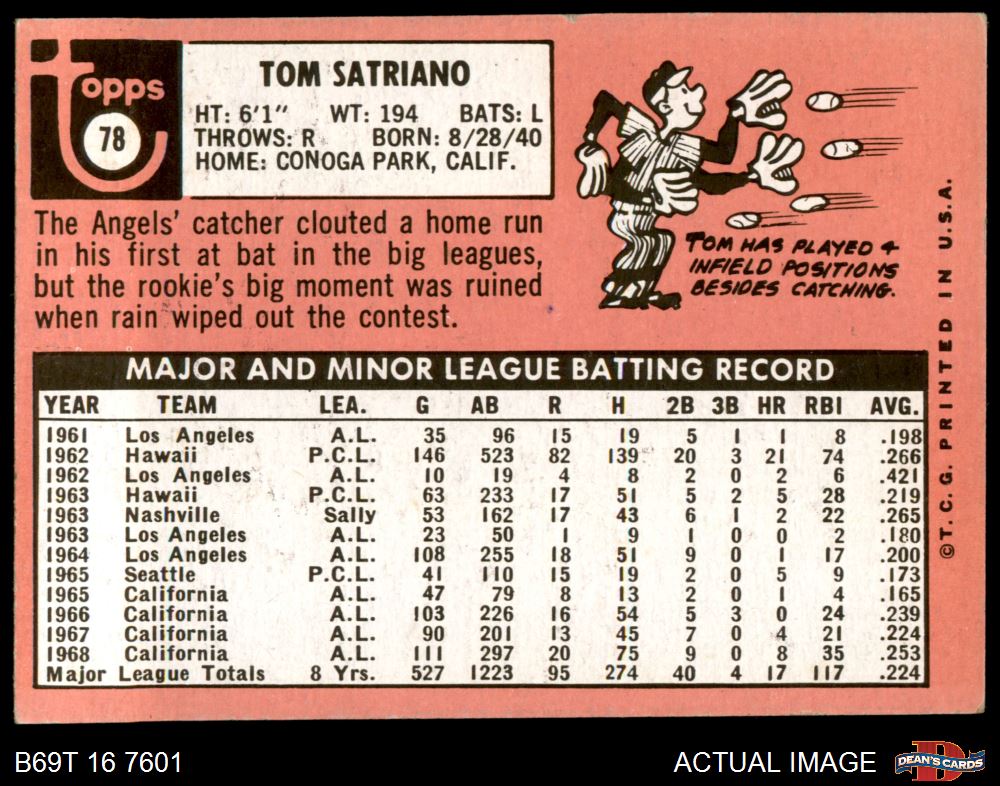 topps
78
TOM SATRIANO
HT: 6'1" WT: 194 BATS: L
THROWS: R BORN: 8/28/40
HOME: CONOGA PARK, CALIF.
The Angels' catcher clouted a home run
in his first at bat in the big leagues,
but the rookie's big moment was ruined
when rain wiped out the contest.
TOM HAS PLAYED 4
INFIELD POSITIONS
BESIDES CATCHING.
MAJOR AND MINOR LEAGUE BATTING RECORD
YEAR TEAM LEA. G AB R H 2B 3B HR RBI AVG.
1961 Los Angeles A.L. 35 96 15 19 5 1 1 8 .198
1962 Hawaii P.C.L. 146 523 82 139 20 3 21 74 .266
1962 Los Angeles A.L. 10 19 4 8 2 0 2 6 .421
1963 Hawaii P.C.L. 63 233 17 51 5 2 5 28 .219
1963 Nashville Sally 53 162 17 43 6 1 2 22 .265
1963 Los Angeles A.L. 23 50 1 9 1 0 0 2 .180
1964 Los Angeles A.L. 108 255 18 51 9 0 1 17 .200
1965 Seattle P.C.L. 41 110 15 19 2 0 5 9 .173
1965 California A.L. 47 79 8 13 2 0 1 4 .165
1966 California A.L. 103 226 16 54 5 3 0 24 .239
1967 California A.L. 90 201 13 45 7 0 4 21 .224
1968 California A.L. 111 297 20 75 9 0 8 35 .253
Major League Totals 8 Yrs. 527 1223 95 274 40 4 17 117 .224
©T. C. G. PRINTED IN U.S.A.
B69T 16 7601
ACTUAL IMAGE
DEAN'S CARDS